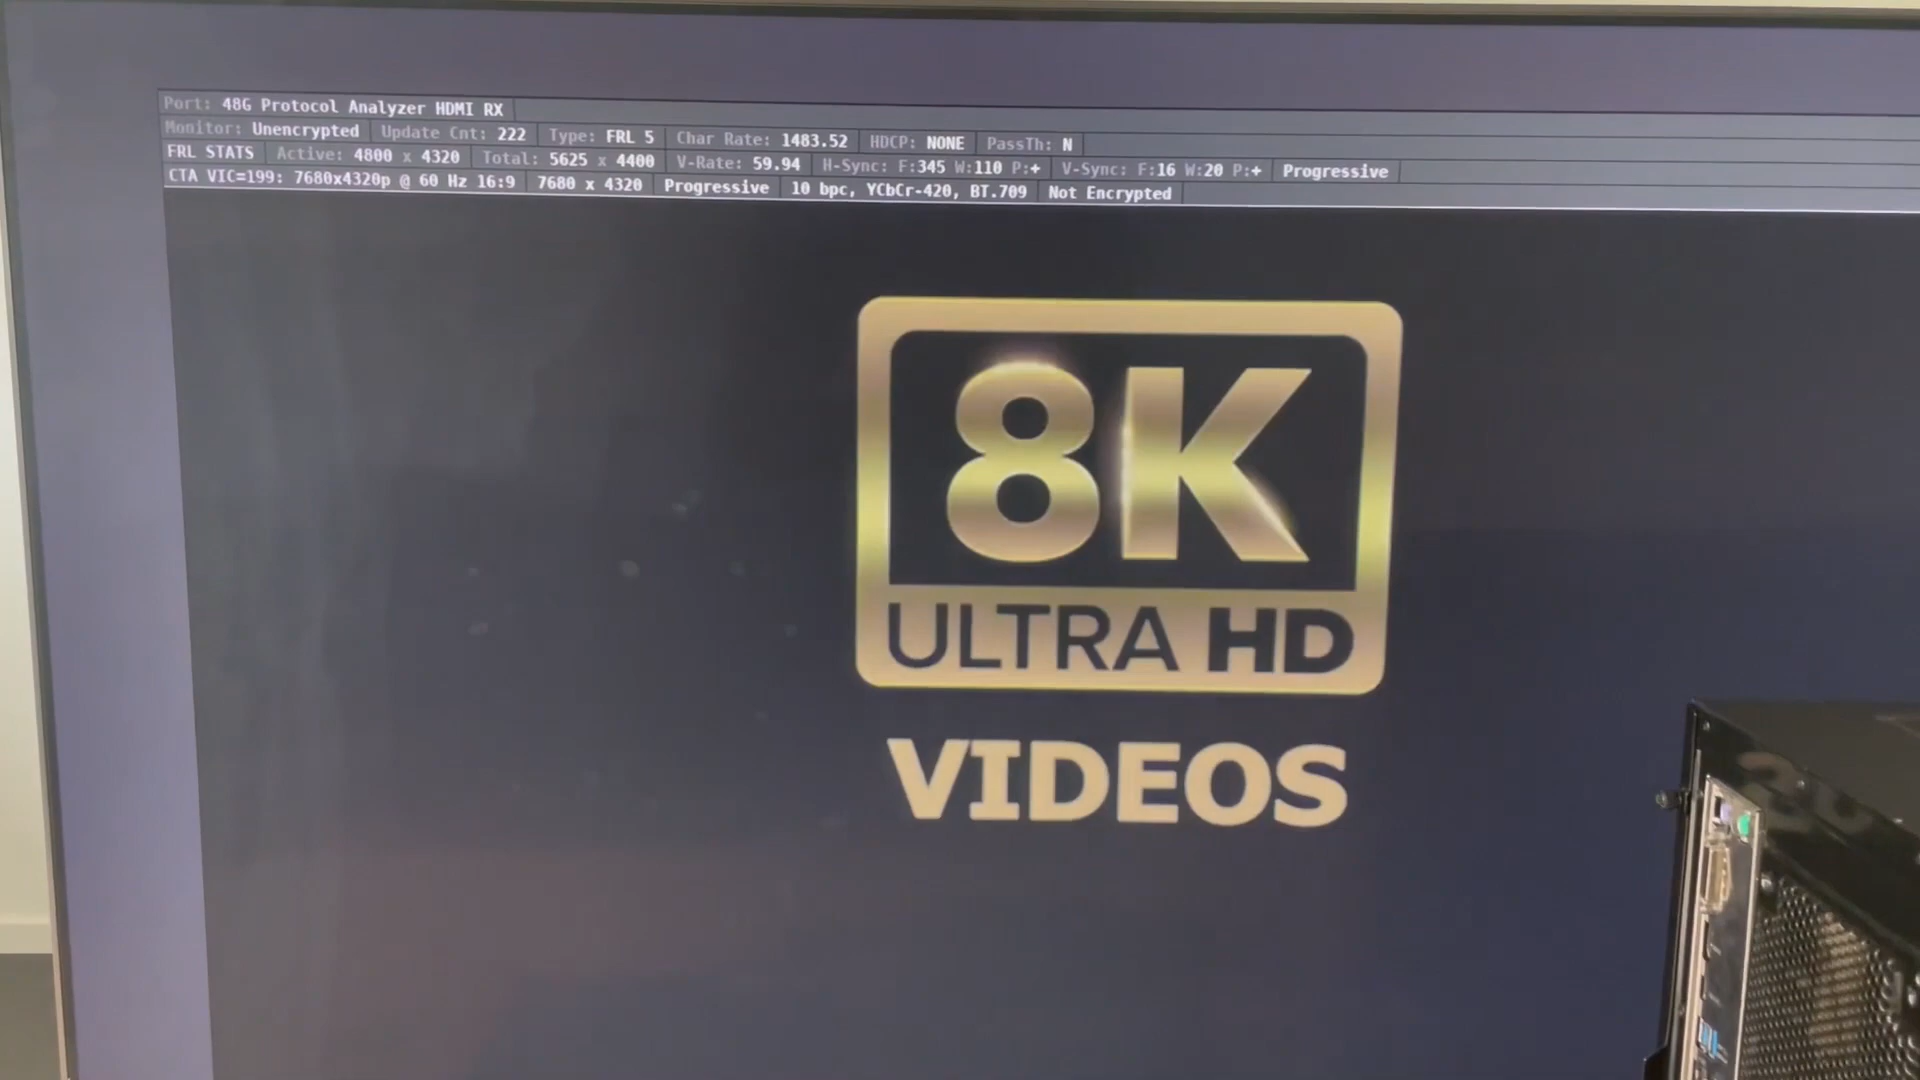 Port: 48G Protocol Analyzer HDMI RX
Monitor: Unencrypted Update Cnt: 222 Type: FRL 5 Char Rate: 1483.52 HDCP: NONE PassTh: N
FRL STATS Active: 4800 x 4320 Total: 5625 x 4400 V-Rate: 59.94 H-Sync: F:345 W:110 P:+ V-Sync: F:16 W:20 P:+ Progressive
CTA VIC=199: 7680x4320p @ 60 Hz 16:9 7680 x 4320 Progressive 10 bpc, YCbCr-420, BT.709 Not Encrypted
8K
ULTRA HD
VIDEOS